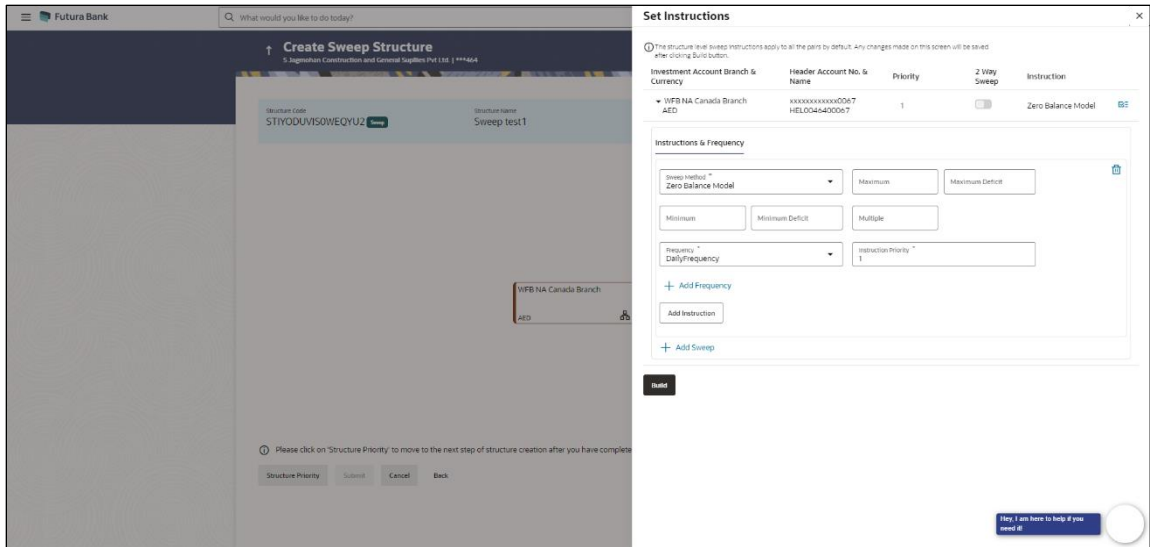 Futura Bank
What would you like to do today?
Create Sweep Structure
S Jagmohan Construction and General Supllies Pvt Ltd. | ***464
Structure Code
STIYODUVIS0WEQYU2 Sweep
Structure Name
Sweep test1
WFB NA Canada Branch
AED
Please click on 'Structure Priority' to move to the next step of structure creation after you have complete
Structure Priority
Submit
Cancel
Back
Set Instructions
The structure level sweep instructions apply to all the pairs by default. Any changes made on this screen will be saved
after clicking Build button.
Investment Account Branch &
Currency
Header Account No. &
Name
Priority
2 Way
Sweep
Instruction
WFB NA Canada Branch
AED
xxxxxxxxxxxx0067
HEL0046400067
1
Zero Balance Model
Instructions & Frequency
Sweep Method *
Zero Balance Model
Maximum
Maximum Deficit
Minimum
Minimum Deficit
Multiple
Frequency *
DailyFrequency
Instruction Priority *
1
+ Add Frequency
Add Instruction
+ Add Sweep
Build
Hey, I am here to help if you
need it!